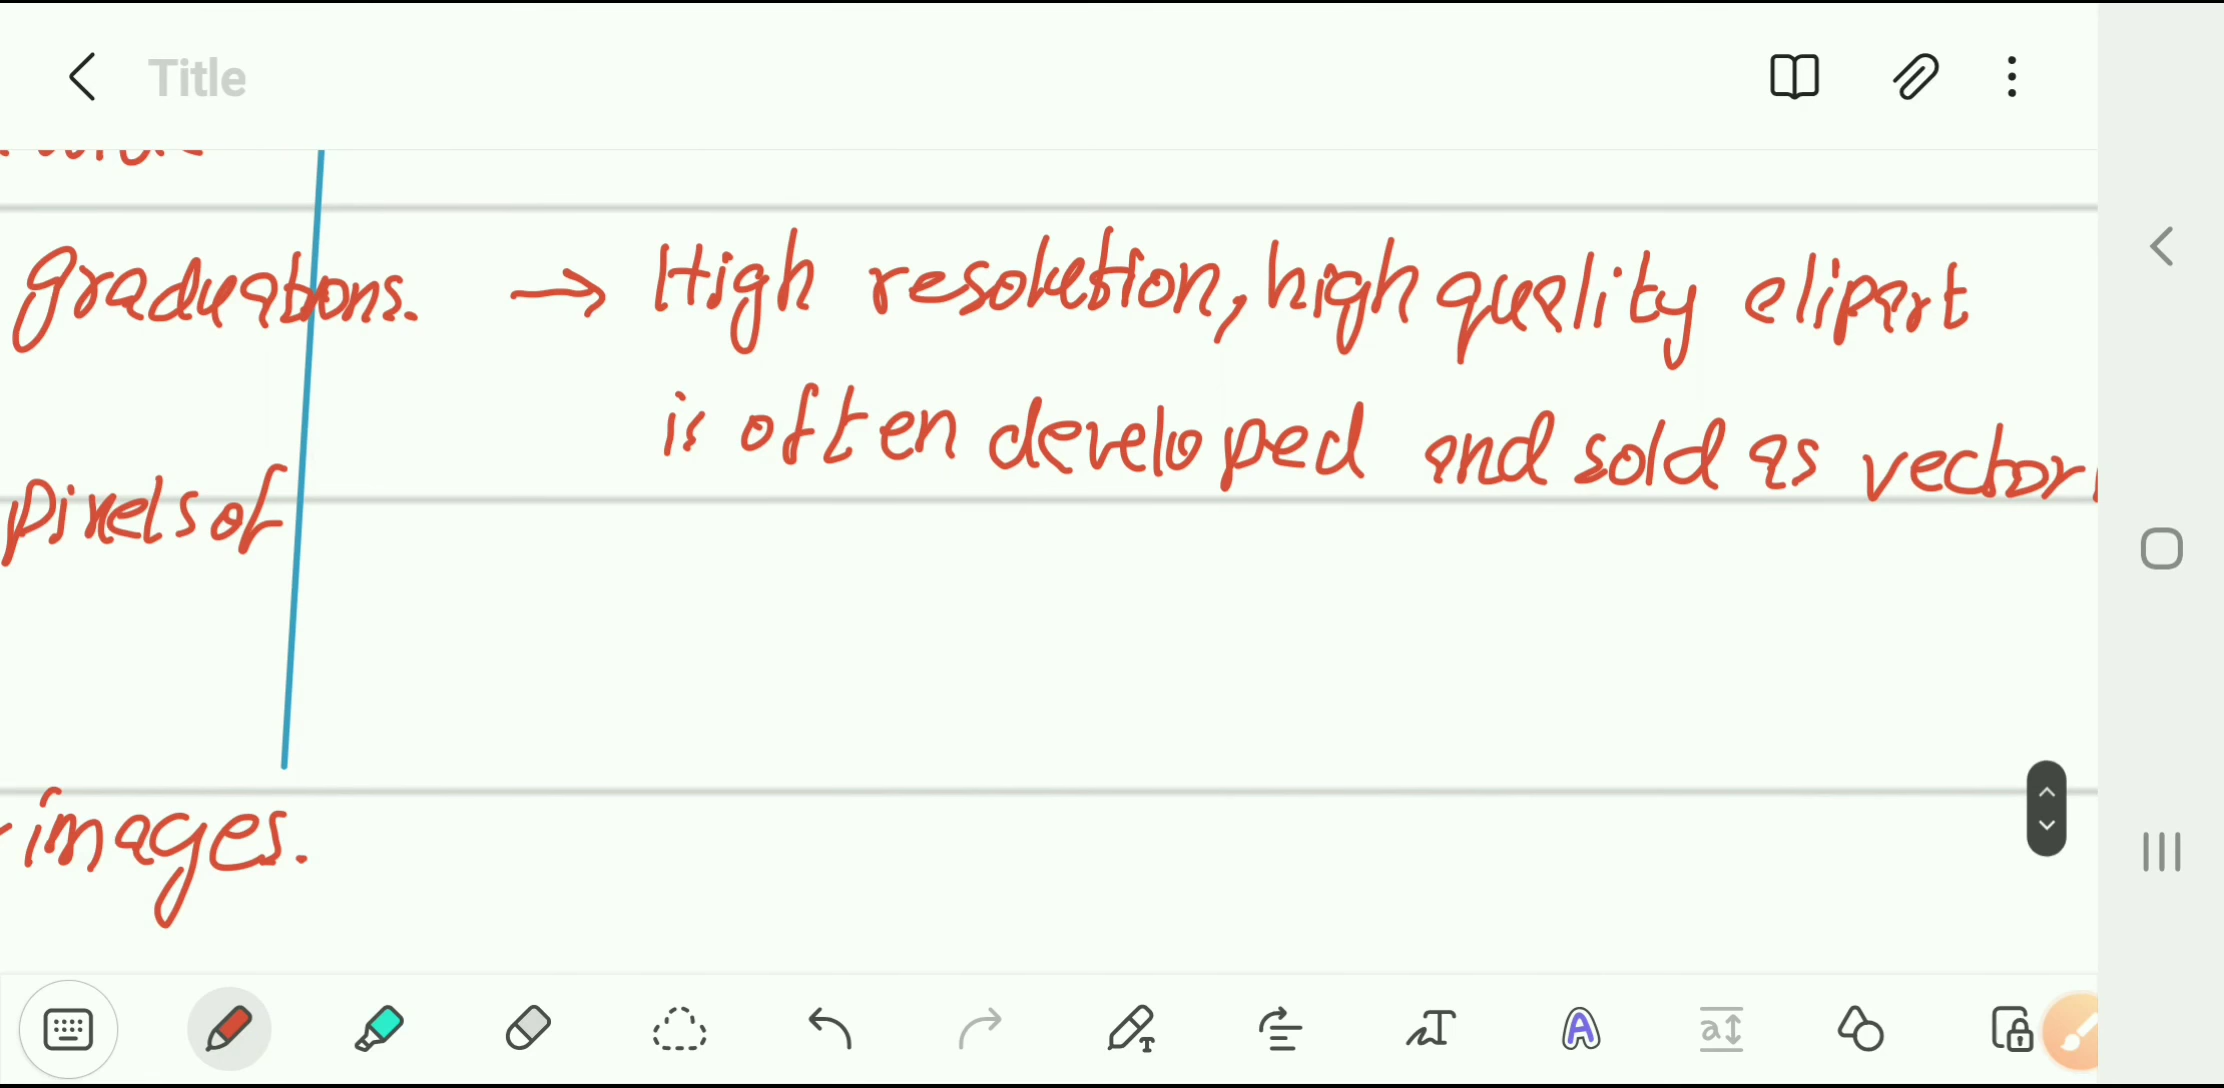 Title
graduations. → High resolution, high quality clipart
is often developed and sold as vector
pixels of
images.